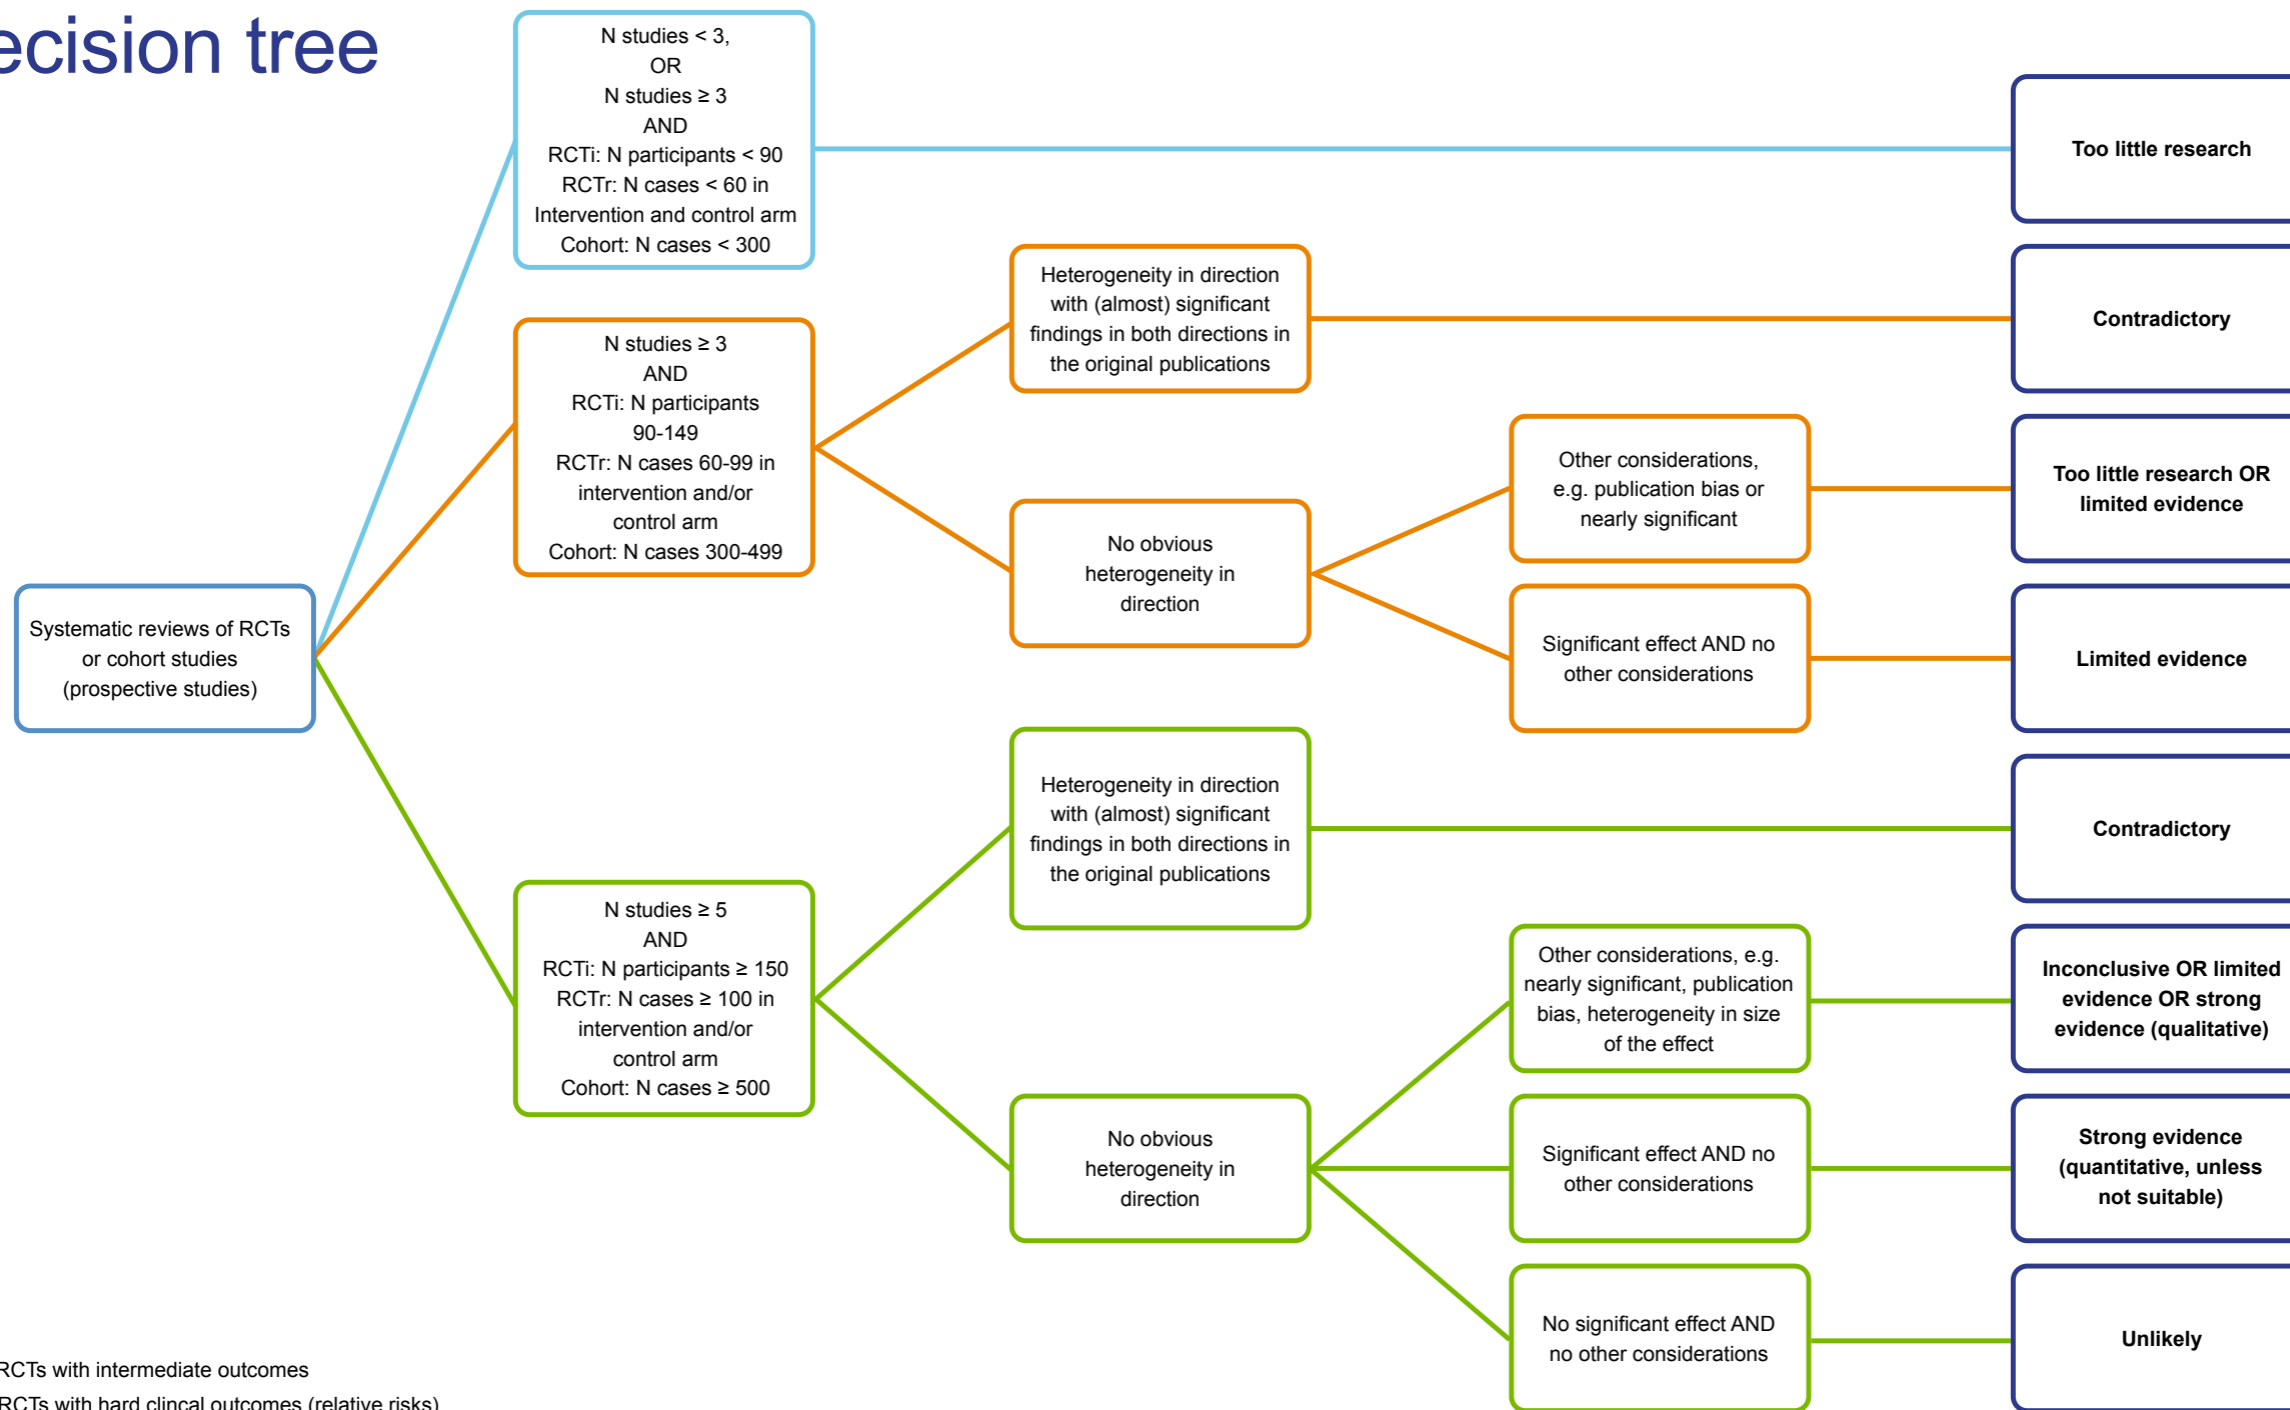 ecision tree
N studies < 3,
OR
N studies ≥ 3
AND
RCTi: N participants < 90
RCTr: N cases < 60 in
Intervention and control arm
Cohort: N cases < 300
Too little research
Heterogeneity in direction
with (almost) significant
findings in both directions in
the original publications
Contradictory
N studies ≥ 3
AND
RCTi: N participants
90-149
RCTr: N cases 60-99 in
intervention and/or
control arm
Cohort: N cases 300-499
Other considerations,
e.g. publication bias or
nearly significant
Too little research OR
limited evidence
No obvious
heterogeneity in
direction
Systematic reviews of RCTs
or cohort studies
(prospective studies)
Significant effect AND no
other considerations
Limited evidence
Heterogeneity in direction
with (almost) significant
findings in both directions in
the original publications
Contradictory
N studies ≥ 5
AND
RCTi: N participants ≥ 150
RCTr: N cases ≥ 100 in
intervention and/or
control arm
Cohort: N cases ≥ 500
Other considerations, e.g.
nearly significant, publication
bias, heterogeneity in size
of the effect
Inconclusive OR limited
evidence OR strong
evidence (qualitative)
No obvious
heterogeneity in
direction
Significant effect AND no
other considerations
Strong evidence
(quantitative, unless
not suitable)
No significant effect AND
no other considerations
Unlikely
RCTs with intermediate outcomes
RCTs with hard clincal outcomes (relative risks)